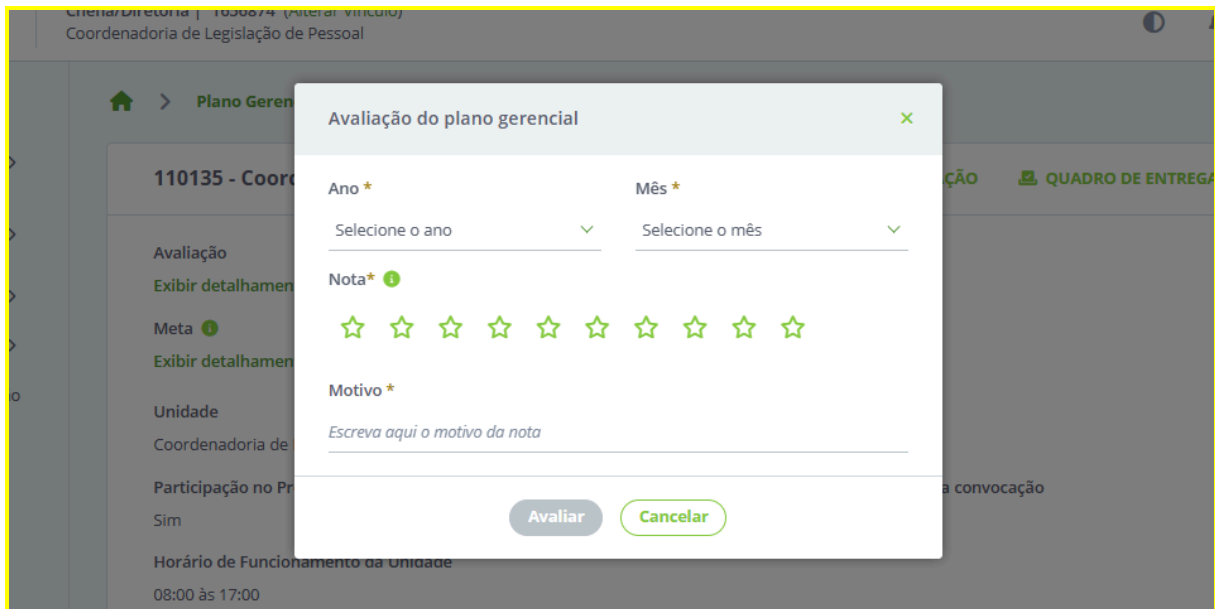 Chefia/Diretoria | 1656874 (Alterar Vínculo)
Coordenadoria de Legislação de Pessoal
Plano Geren
Avaliação do plano gerencial
110135 - Coord
ÇÃO
QUADRO DE ENTREGA
Ano *
Mês *
Selecione o ano
Selecione o mês
Avaliação
Exibir detalhamen
Nota*
Meta
Exibir detalhamen
Motivo *
Escreva aqui o motivo da nota
Unidade
Coordenadoria de
Participação no Pr
a convocação
Sim
Avaliar
Cancelar
Horário de Funcionamento da Unidade
08:00 às 17:00